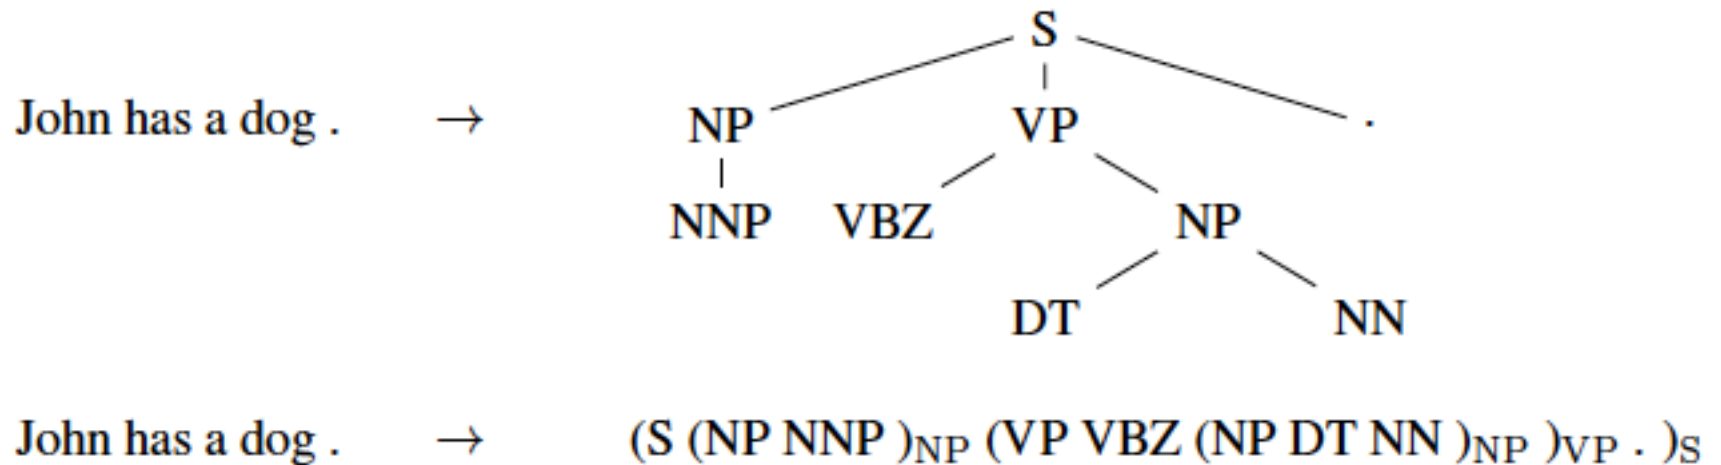 S
John has a dog . → NP VP .
NNP VBZ NP
DT NN
John has a dog . → (S (NP NNP )NP (VP VBZ (NP DT NN )NP )VP . )S